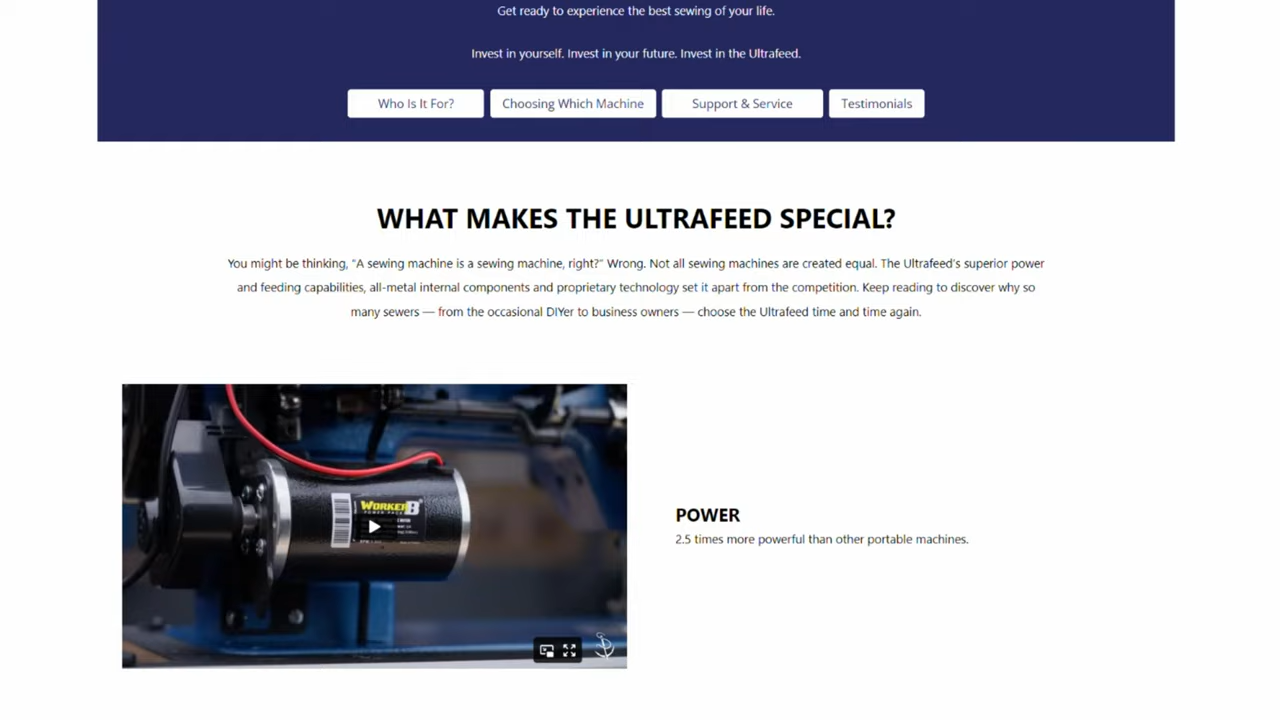 Get ready to experience the best sewing of your life.
Invest in yourself. Invest in your future. Invest in the Ultrafeed.
Who Is It For?
Choosing Which Machine
Support & Service
Testimonials
WHAT MAKES THE ULTRAFEED SPECIAL?
You might be thinking, “A sewing machine is a sewing machine, right?” Wrong. Not all sewing machines are created equal. The Ultrafeed’s superior power
and feeding capabilities, all-metal internal components and proprietary technology set it apart from the competition. Keep reading to discover why so
many sewers — from the occasional DIYer to business owners — choose the Ultrafeed time and time again.
WORKER B
POWER PACK
POWER
2.5 times more powerful than other portable machines.